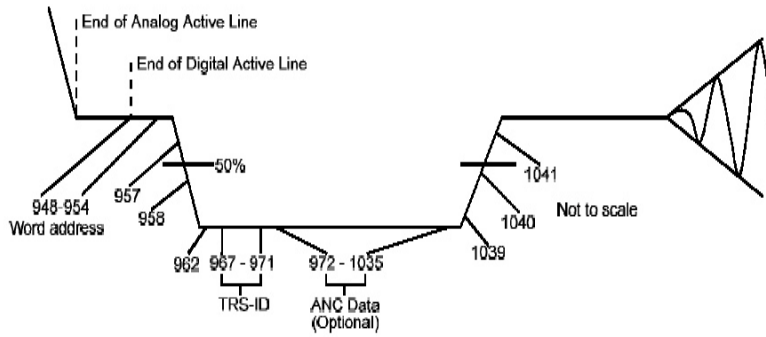 End of Analog Active Line
End of Digital Active Line
50%
948-954
Word address
957
958
962
967 - 971
TRS-ID
972 - 1035
ANC Data
(Optional)
1039
1040
1041
Not to scale